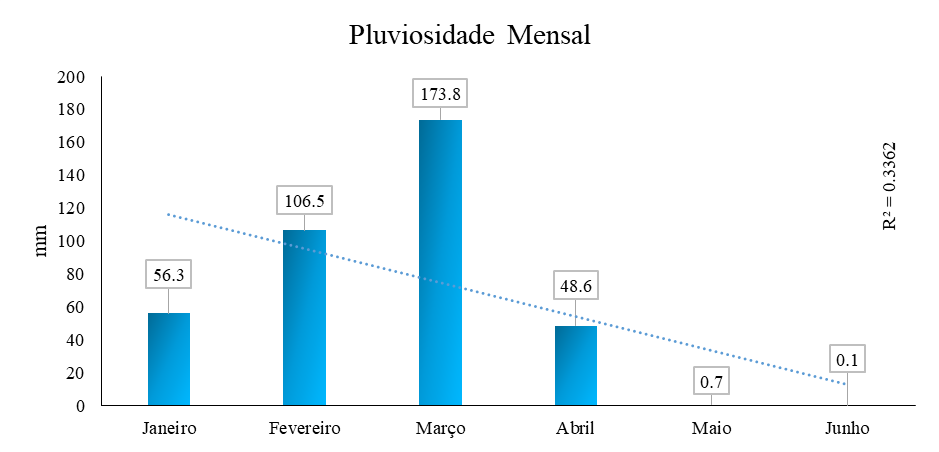 Pluviosidade Mensal
mm
200
180
160
140
120
100
80
60
40
20
0
56.3
106.5
173.8
48.6
0.7
0.1
R² = 0.3362
Janeiro
Fevereiro
Março
Abril
Maio
Junho